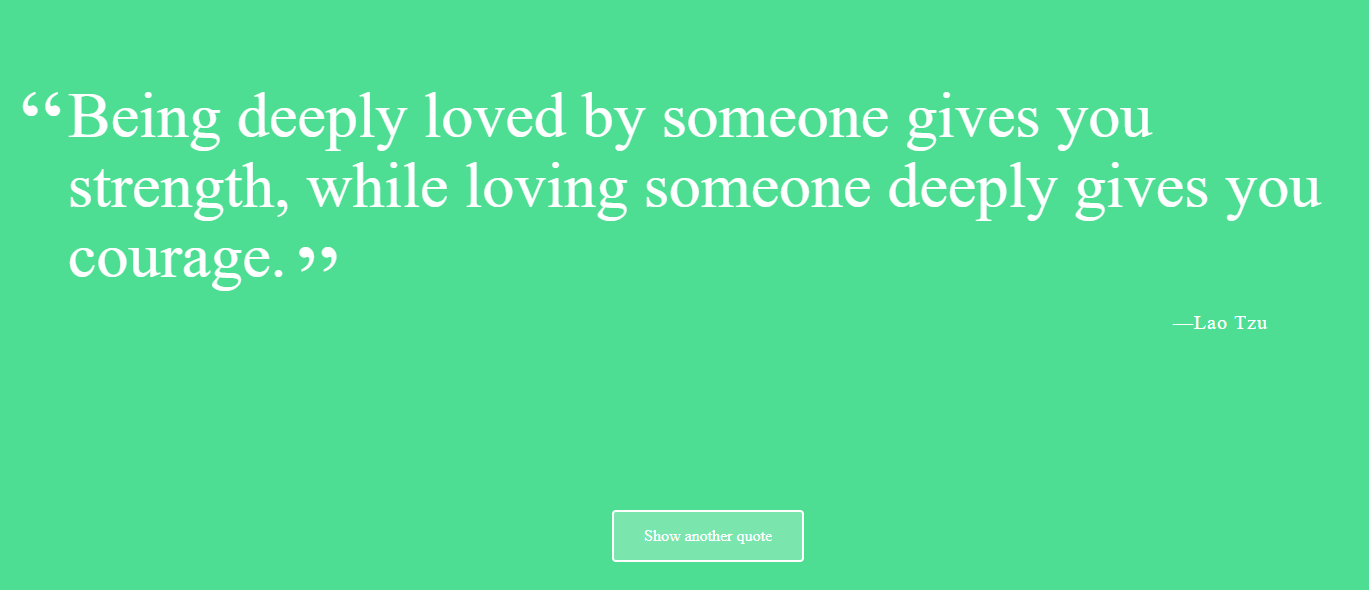 “Being deeply loved by someone gives you
strength, while loving someone deeply gives you
courage. ”
—Lao Tzu
Show another quote